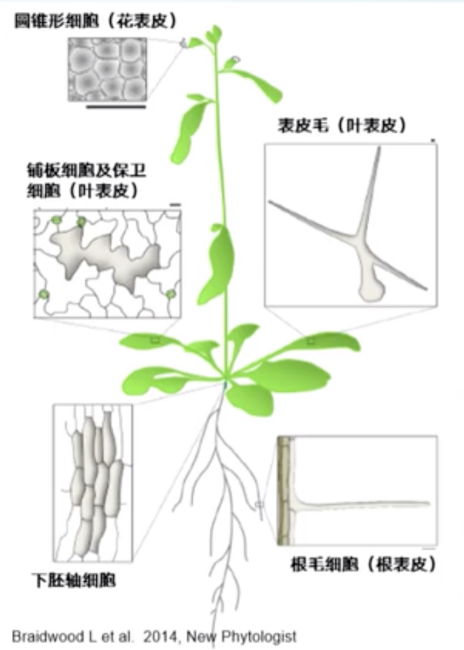 圆锥形细胞（花表皮）
表皮毛（叶表皮）
铺板细胞及保卫
细胞（叶表皮）
下胚轴细胞
根毛细胞（根表皮）
Braidwood L et al.  2014, New Phytologist